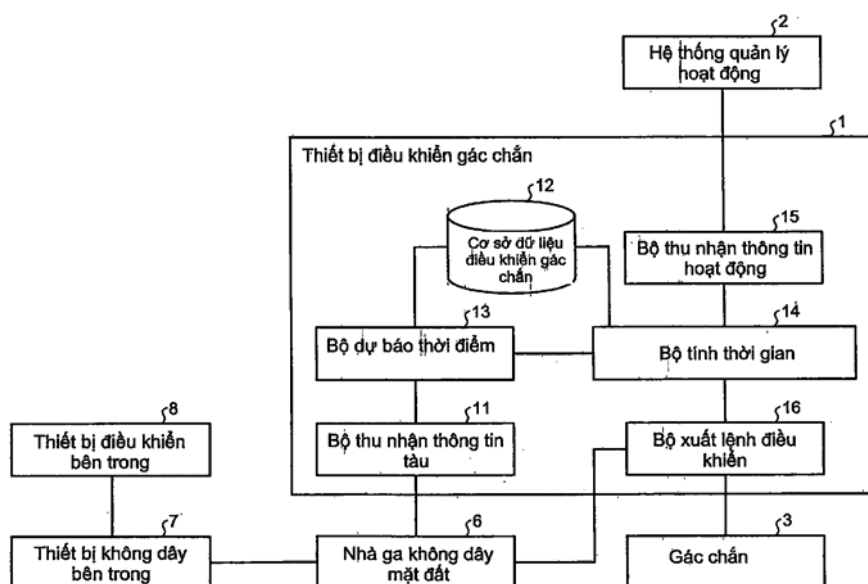 2
Hệ thống quản lý
hoạt động
1
Thiết bị điều khiển gác chắn
12
Cơ sở dữ liệu
điều khiển gác
chắn
15
Bộ thu nhận thông tin
hoạt động
13
Bộ dự báo thời điểm
14
Bộ tính thời gian
8
Thiết bị điều khiển
bên trong
11
Bộ thu nhận thông tin
tàu
16
Bộ xuất lệnh điều
khiển
7
Thiết bị không dây
bên trong
6
Nhà ga không dây
mặt đất
3
Gác chắn